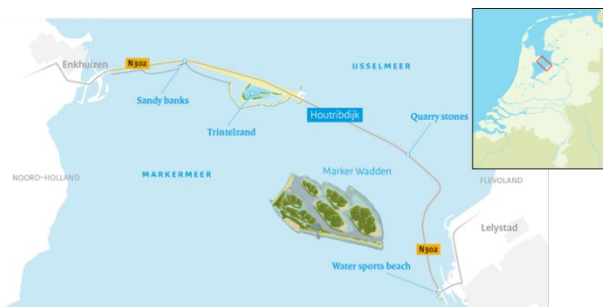 Enkhuizen
N302
IJSSELMEER
Sandy banks
Houtribdijk
Trintelzand
Quarry stones
Marker Wadden
NOORD-HOLLAND
MARKERMEER
FLEVOLAND
Lelystad
N302
Water sports beach